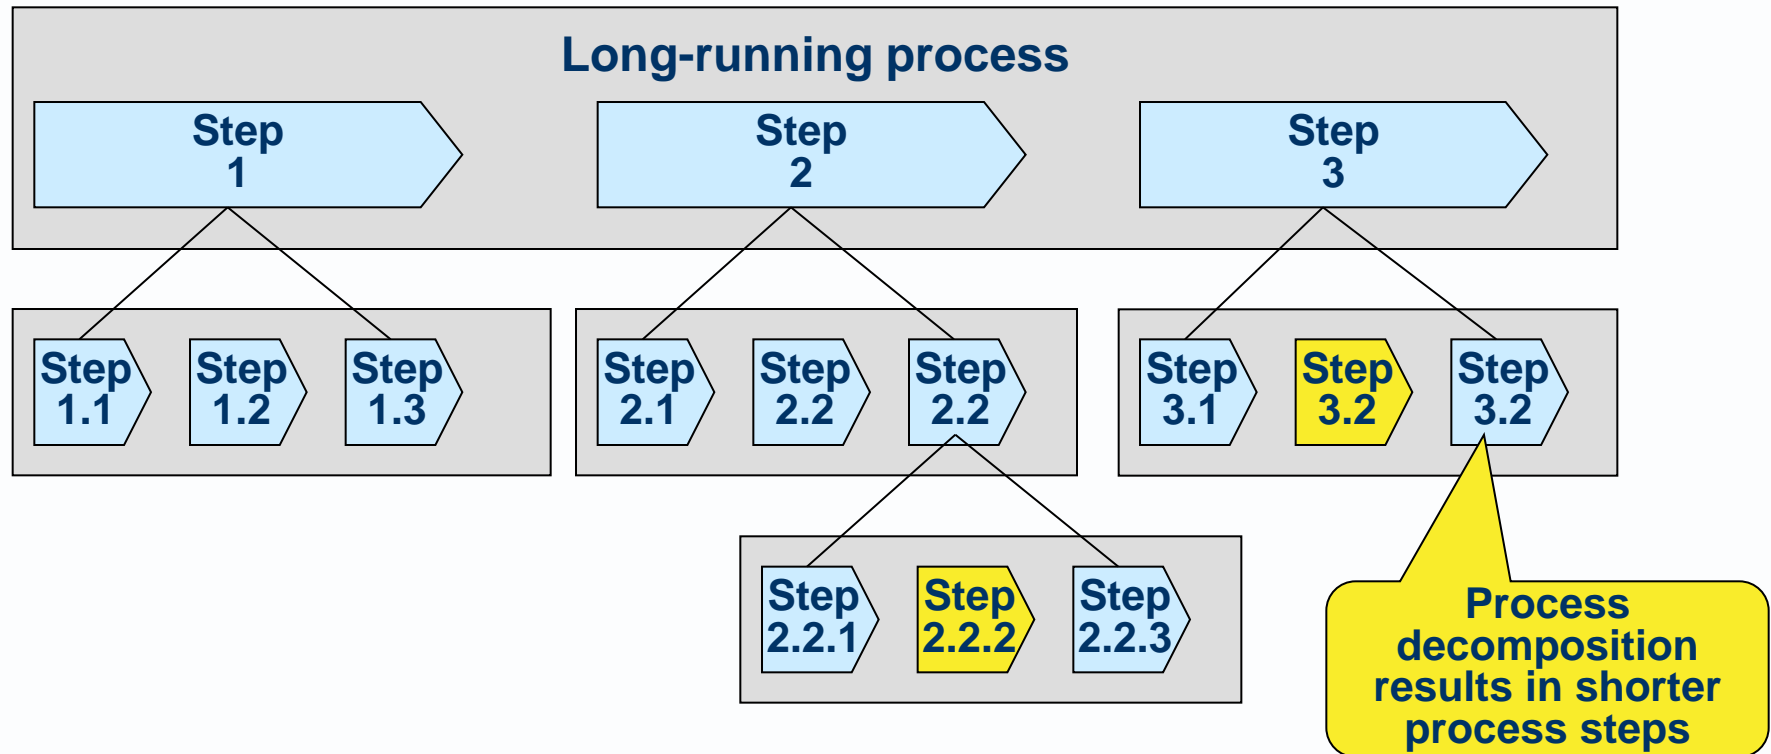 Long-running process
Step
1
Step
2
Step
3
Step
1.1
Step
1.2
Step
1.3
Step
2.1
Step
2.2
Step
2.2
Step
3.1
Step
3.2
Step
3.2
Step
2.2.1
Step
2.2.2
Step
2.2.3
Process
decomposition
results in shorter
process steps